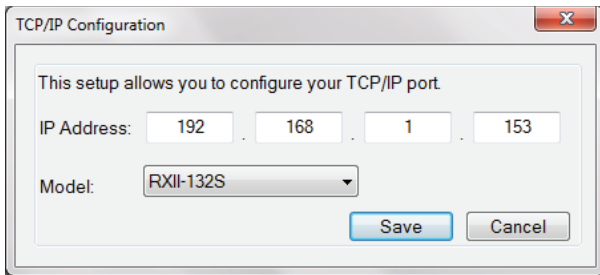 TCP/IP Configuration
This setup allows you to configure your TCP/IP port.
IP Address: 192 . 168 . 1 . 153
Model: RXII-132S
Save Cancel